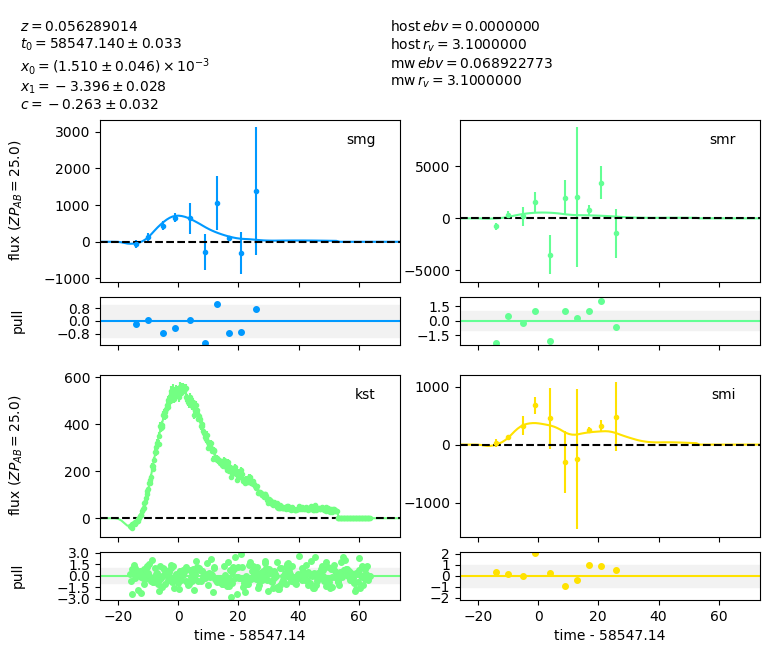 z = 0.056289014
t₀ = 58547.140 ± 0.033
x₀ = (1.510 ± 0.046) × 10⁻³
x₁ = −3.396 ± 0.028
c = −0.263 ± 0.032
host ebv = 0.0000000
host r_v = 3.1000000
mw ebv = 0.068922773
mw r_v = 3.1000000
flux (ZP_AB = 25.0)
3000
2000
1000
0
−1000
smg
5000
0
−5000
smr
pull
0.8
0.0
−0.8
1.5
0.0
−1.5
flux (ZP_AB = 25.0)
600
400
200
0
kst
1000
0
−1000
smi
pull
3.0
1.5
0.0
−1.5
−3.0
2
1
0
−1
−2
−20 0 20 40 60
−20 0 20 40 60
time - 58547.14
time - 58547.14